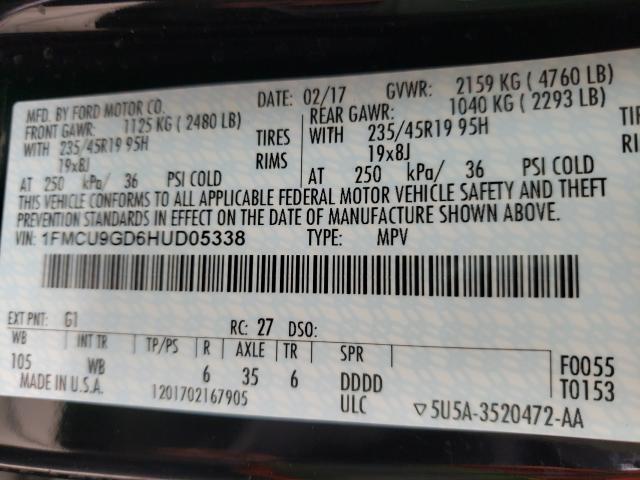 MFD. BY FORD MOTOR CO.
DATE: 02/17 GVWR: 2159 KG ( 4760 LB)
FRONT GAWR: 1125 KG ( 2480 LB)
REAR GAWR: 1040 KG ( 2293 LB)
WITH 235/45R19 95H TIRES
WITH 235/45R19 95H TIRES
19x8J RIMS
19x8J RIMS
AT 250 kPa/ 36 PSI COLD
AT 250 kPa/ 36 PSI COLD
THIS VEHICLE CONFORMS TO ALL APPLICABLE FEDERAL MOTOR VEHICLE SAFETY AND THEFT
PREVENTION STANDARDS IN EFFECT ON THE DATE OF MANUFACTURE SHOWN ABOVE.
VIN: 1FMCU9GD6HUD05338 TYPE: MPV
EXT PNT: G1 RC: 27 DSO:
WB INT TR TP/PS R AXLE TR SPR
105 WB 6 35 6 DDDD F0055
MADE IN U.S.A. 1201702167905 ULC T0153
▽5U5A-3520472-AA